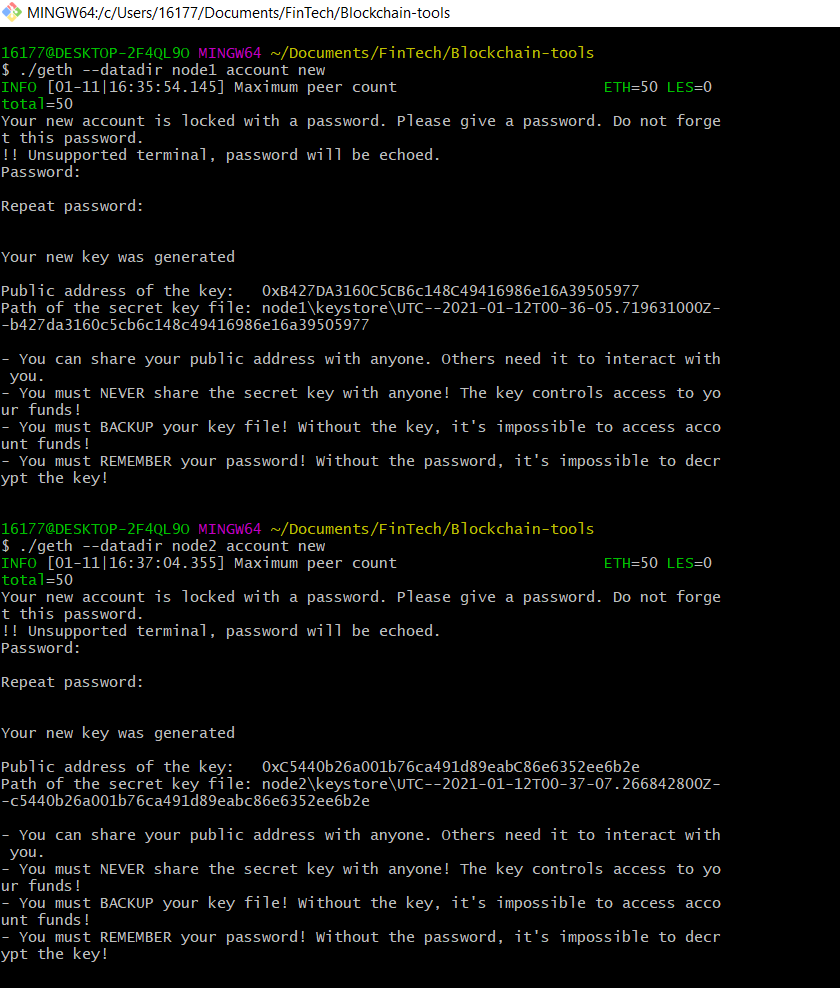 MINGW64:/c/Users/16177/Documents/FinTech/Blockchain-tools
16177@DESKTOP-2F4QL9O MINGW64 ~/Documents/FinTech/Blockchain-tools
$ ./geth --datadir node1 account new
INFO [01-11|16:35:54.145] Maximum peer count                       ETH=50 LES=0
total=50
Your new account is locked with a password. Please give a password. Do not forge
t this password.
!! Unsupported terminal, password will be echoed.
Password:
Repeat password:
Your new key was generated
Public address of the key:   0xB427DA3160C5CB6c148C49416986e16A39505977
Path of the secret key file: node1\keystore\UTC--2021-01-12T00-36-05.719631000Z-
-b427da3160c5cb6c148c49416986e16a39505977
- You can share your public address with anyone. Others need it to interact with
 you.
- You must NEVER share the secret key with anyone! The key controls access to yo
ur funds!
- You must BACKUP your key file! Without the key, it's impossible to access acco
unt funds!
- You must REMEMBER your password! Without the password, it's impossible to decr
ypt the key!
16177@DESKTOP-2F4QL9O MINGW64 ~/Documents/FinTech/Blockchain-tools
$ ./geth --datadir node2 account new
INFO [01-11|16:37:04.355] Maximum peer count                       ETH=50 LES=0
total=50
Your new account is locked with a password. Please give a password. Do not forge
t this password.
!! Unsupported terminal, password will be echoed.
Password:
Repeat password:
Your new key was generated
Public address of the key:   0xC5440b26a001b76ca491d89eabC86e6352ee6b2e
Path of the secret key file: node2\keystore\UTC--2021-01-12T00-37-07.266842800Z-
-c5440b26a001b76ca491d89eabc86e6352ee6b2e
- You can share your public address with anyone. Others need it to interact with
 you.
- You must NEVER share the secret key with anyone! The key controls access to yo
ur funds!
- You must BACKUP your key file! Without the key, it's impossible to access acco
unt funds!
- You must REMEMBER your password! Without the password, it's impossible to decr
ypt the key!